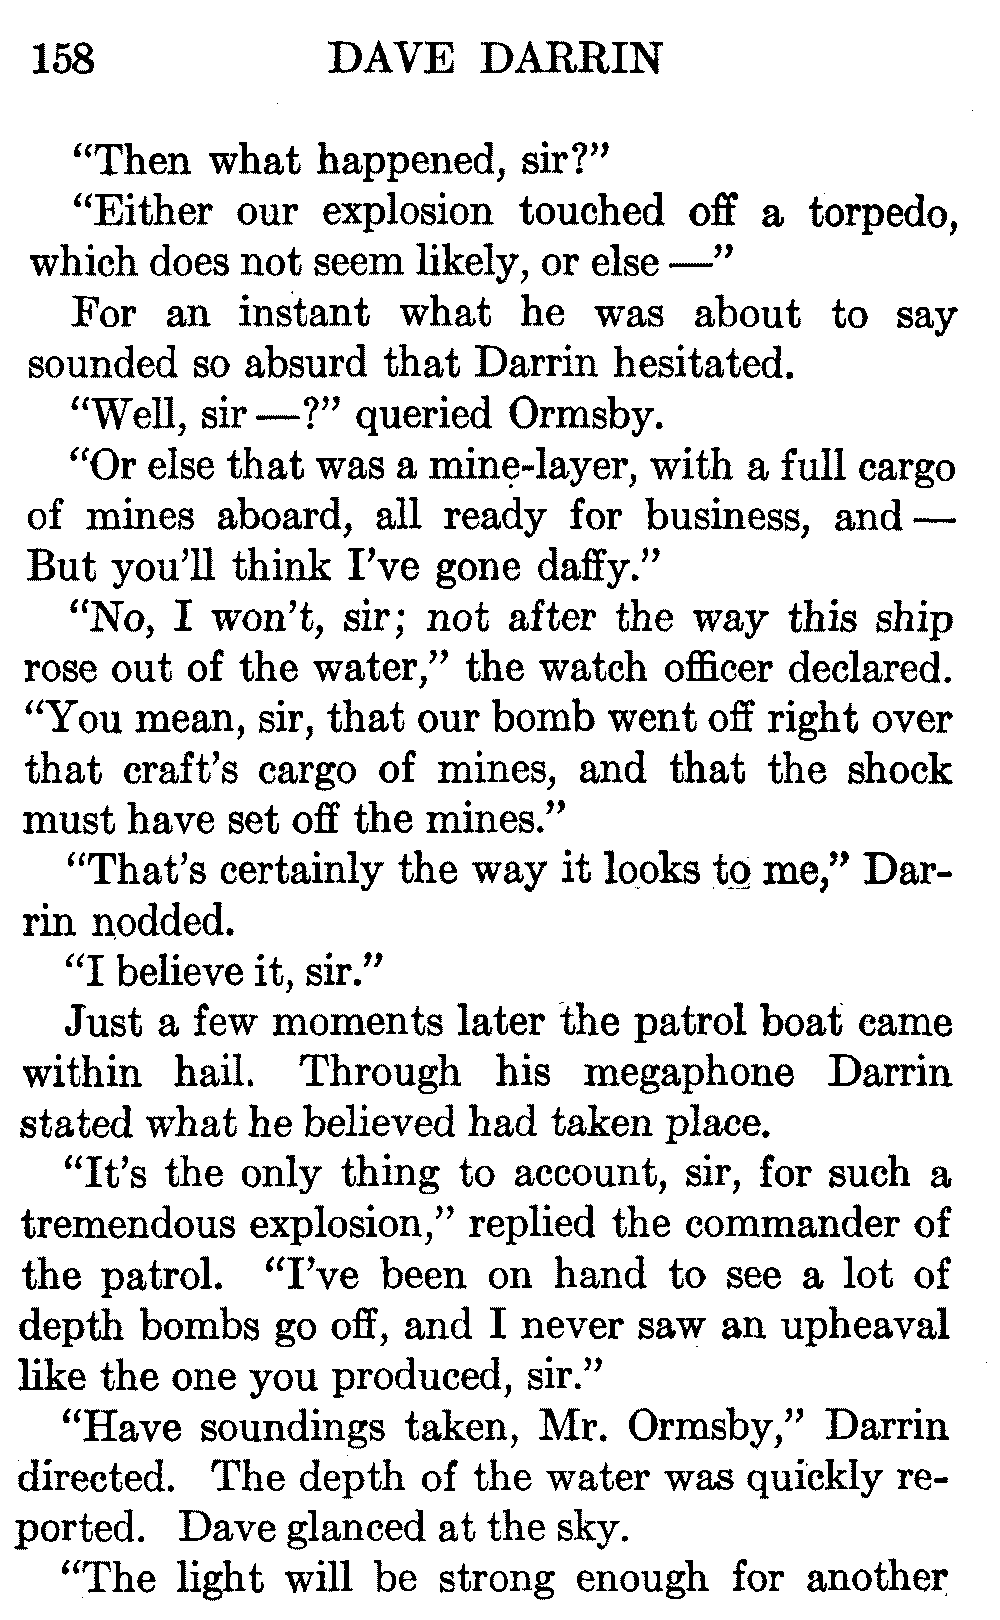 158 DAVE DARRIN
“Then what happened, sir?”
“Either our explosion touched off a torpedo,
which does not seem likely, or else —”
For an instant what he was about to say
sounded so absurd that Darrin hesitated.
“Well, sir —?” queried Ormsby.
“Or else that was a mine-layer, with a full cargo
of mines aboard, all ready for business, and —
But you’ll think I’ve gone daffy.”
“No, I won’t, sir; not after the way this ship
rose out of the water,” the watch officer declared.
“You mean, sir, that our bomb went off right over
that craft’s cargo of mines, and that the shock
must have set off the mines.”
“That’s certainly the way it looks to me,” Dar-
rin nodded.
“I believe it, sir.”
Just a few moments later the patrol boat came
within hail. Through his megaphone Darrin
stated what he believed had taken place.
“It’s the only thing to account, sir, for such a
tremendous explosion,” replied the commander of
the patrol. “I’ve been on hand to see a lot of
depth bombs go off, and I never saw an upheaval
like the one you produced, sir.”
“Have soundings taken, Mr. Ormsby,” Darrin
directed. The depth of the water was quickly re-
ported. Dave glanced at the sky.
“The light will be strong enough for another